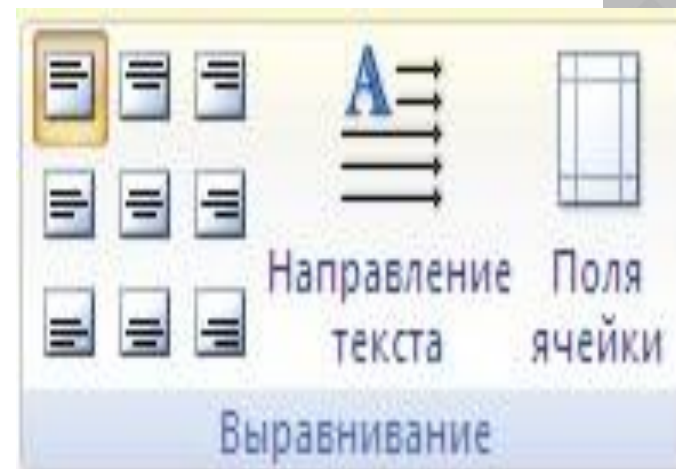 A
Направление
текста
Поля
ячейки
Выравнивание